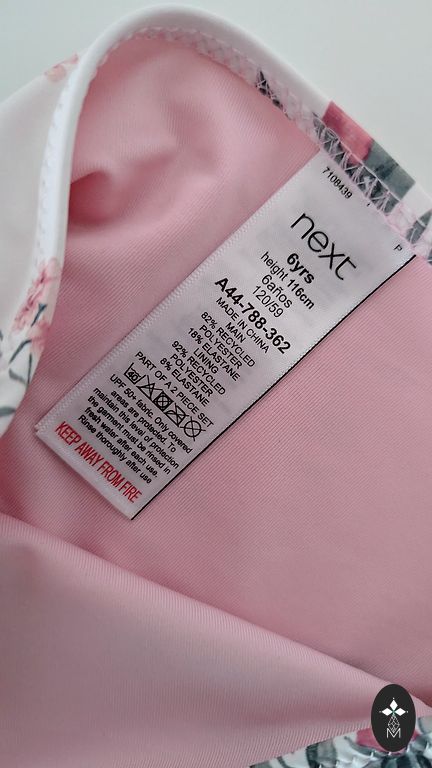 7108439
P
next
6yrs
height 116cm
6años
120/59
A44-788-362
MADE IN CHINA
MAIN
82% RECYCLED
POLYESTER
18% ELASTANE
LINING
92% RECYCLED
POLYESTER
8% ELASTANE
PART OF A 2 PIECE SET
40
UPF 50+ fabric. Only covered
areas are protected. To
maintain this level of protection
the garment must be rinsed in
fresh water after each use.
Rinse thoroughly after use
KEEP AWAY FROM FIRE
M